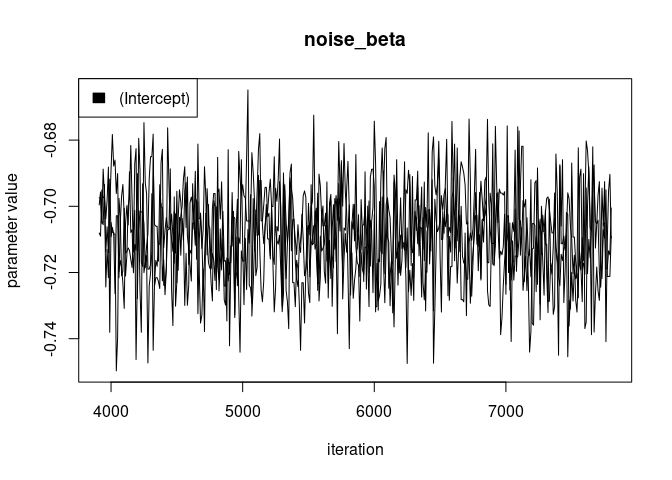 noise_beta
(Intercept)
-0.68
-0.70
-0.72
-0.74
parameter value
4000 5000 6000 7000
iteration